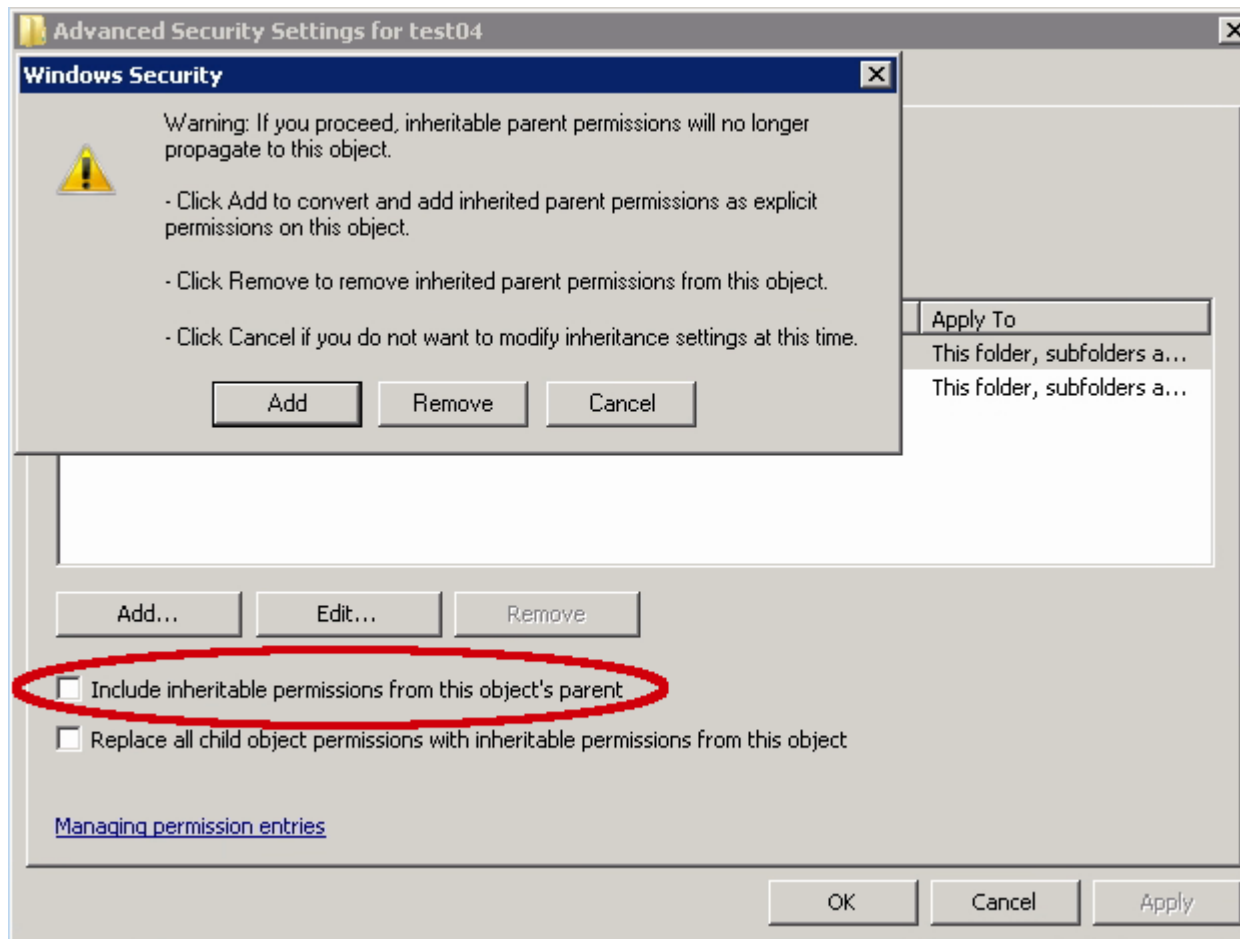 Advanced Security Settings for test04
Windows Security
Warning: If you proceed, inheritable parent permissions will no longer
propagate to this object.
- Click Add to convert and add inherited parent permissions as explicit
permissions on this object.
- Click Remove to remove inherited parent permissions from this object.
- Click Cancel if you do not want to modify inheritance settings at this time.
Add Remove Cancel
Apply To
This folder, subfolders a...
This folder, subfolders a...
Add... Edit... Remove
Include inheritable permissions from this object's parent
Replace all child object permissions with inheritable permissions from this object
Managing permission entries
OK Cancel Apply